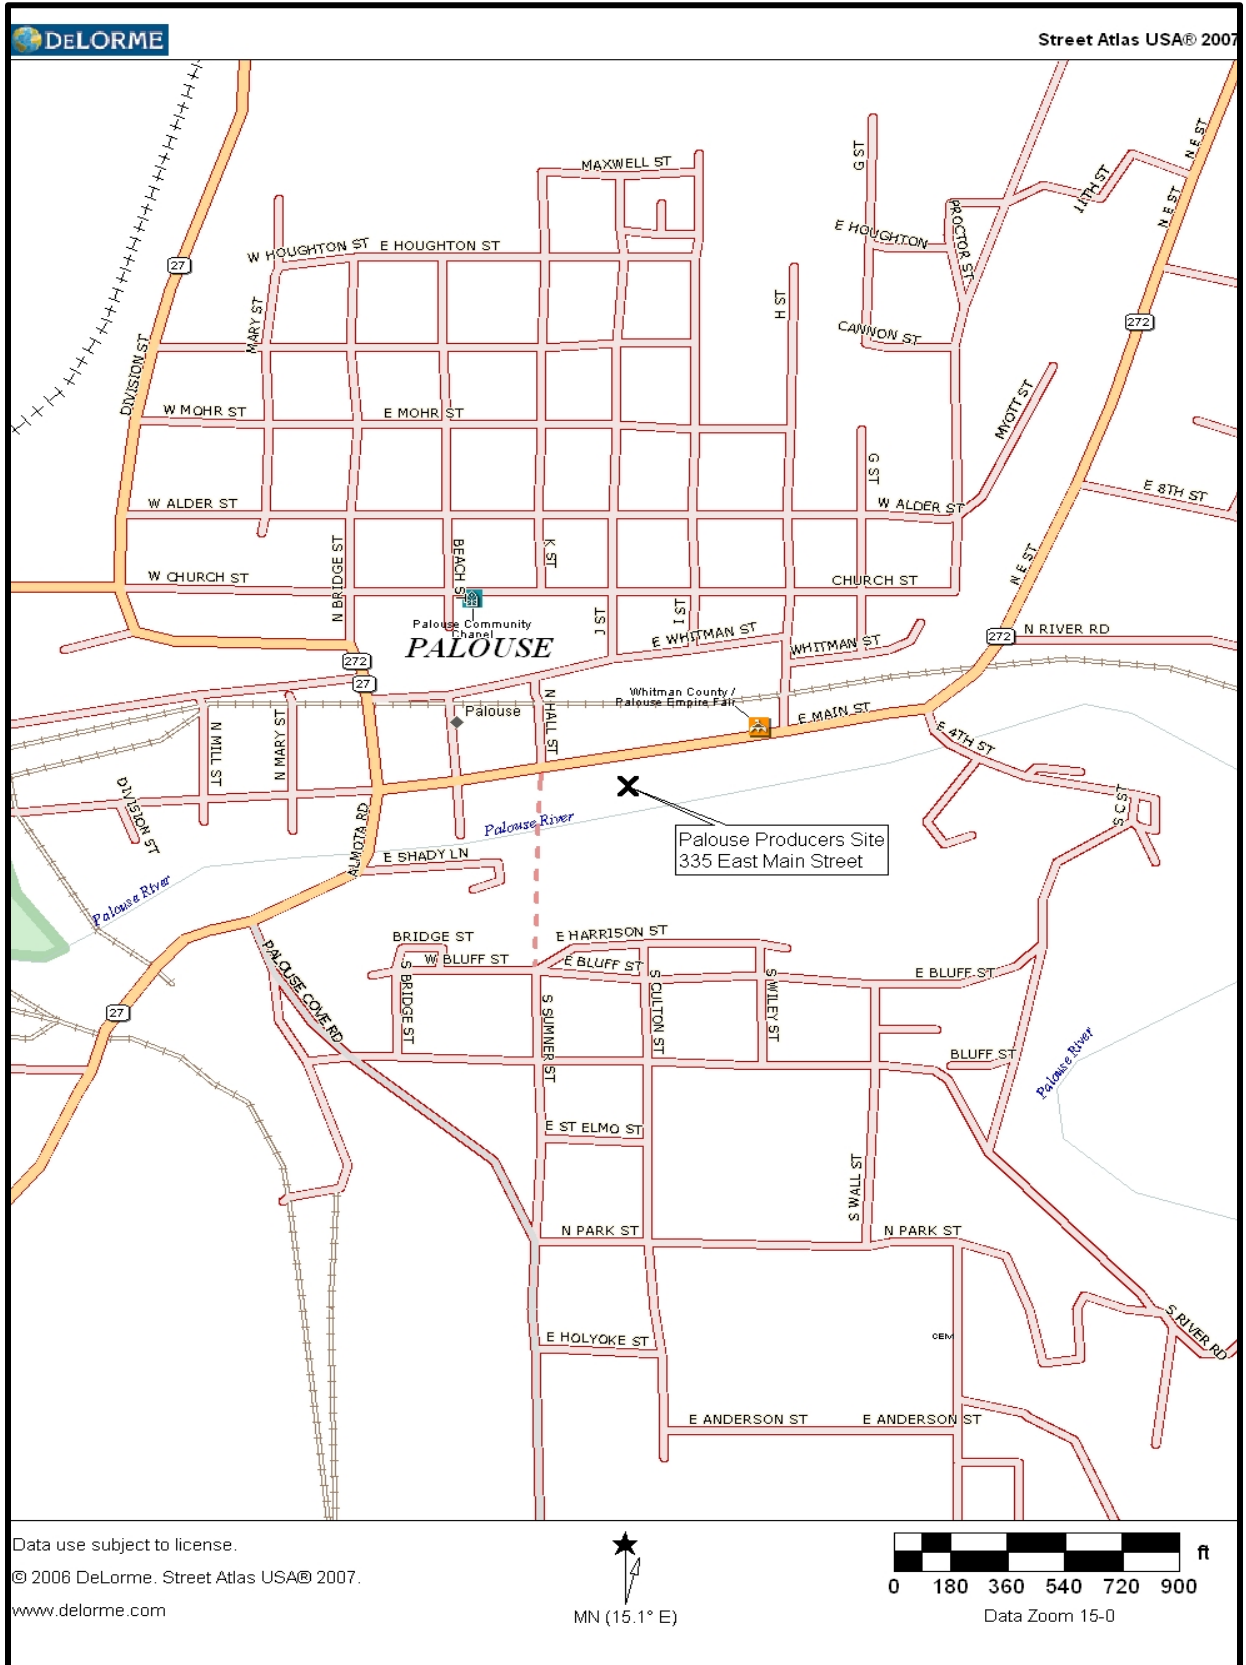 DELORME
Street Atlas USA® 2007
MAXWELL ST
G ST
N E ST
11TH ST
N E ST
PROCTOR ST
E HOUGHTON
W HOUGHTON ST
E HOUGHTON ST
27
H ST
MARY ST
272
CANNON ST
DIVISION ST
W MOHR ST
E MOHR ST
MYOTT ST
G ST
E 8TH ST
W ALDER ST
W ALDER ST
N BRIDGE ST
BEACH ST
K ST
N E ST
W CHURCH ST
CHURCH ST
J ST
I ST
Palouse Community
Chapel
PALOUSE
E WHITMAN ST
WHITMAN ST
272
N RIVER RD
272
27
Whitman County /
Palouse Empire Fair
Palouse
N HALL ST
E MAIN ST
N MILL ST
N MARY ST
E 4TH ST
DIVISION ST
ALMOTA RD
S C ST
Palouse River
Palouse Producers Site
335 East Main Street
E SHADY LN
Palouse River
BRIDGE ST
E HARRISON ST
PALOUSE COVE RD
W BLUFF ST
E BLUFF ST
E BLUFF ST
S BRIDGE ST
S SUMNER ST
S CULTON ST
S WILEY ST
27
BLUFF ST
Palouse River
E ST ELMO ST
S WALL ST
N PARK ST
N PARK ST
E HOLYOKE ST
CEM
S RIVER RD
E ANDERSON ST
E ANDERSON ST
Data use subject to license.
© 2006 DeLorme. Street Atlas USA® 2007.
www.delorme.com
MN (15.1° E)
ft
0 180 360 540 720 900
Data Zoom 15-0